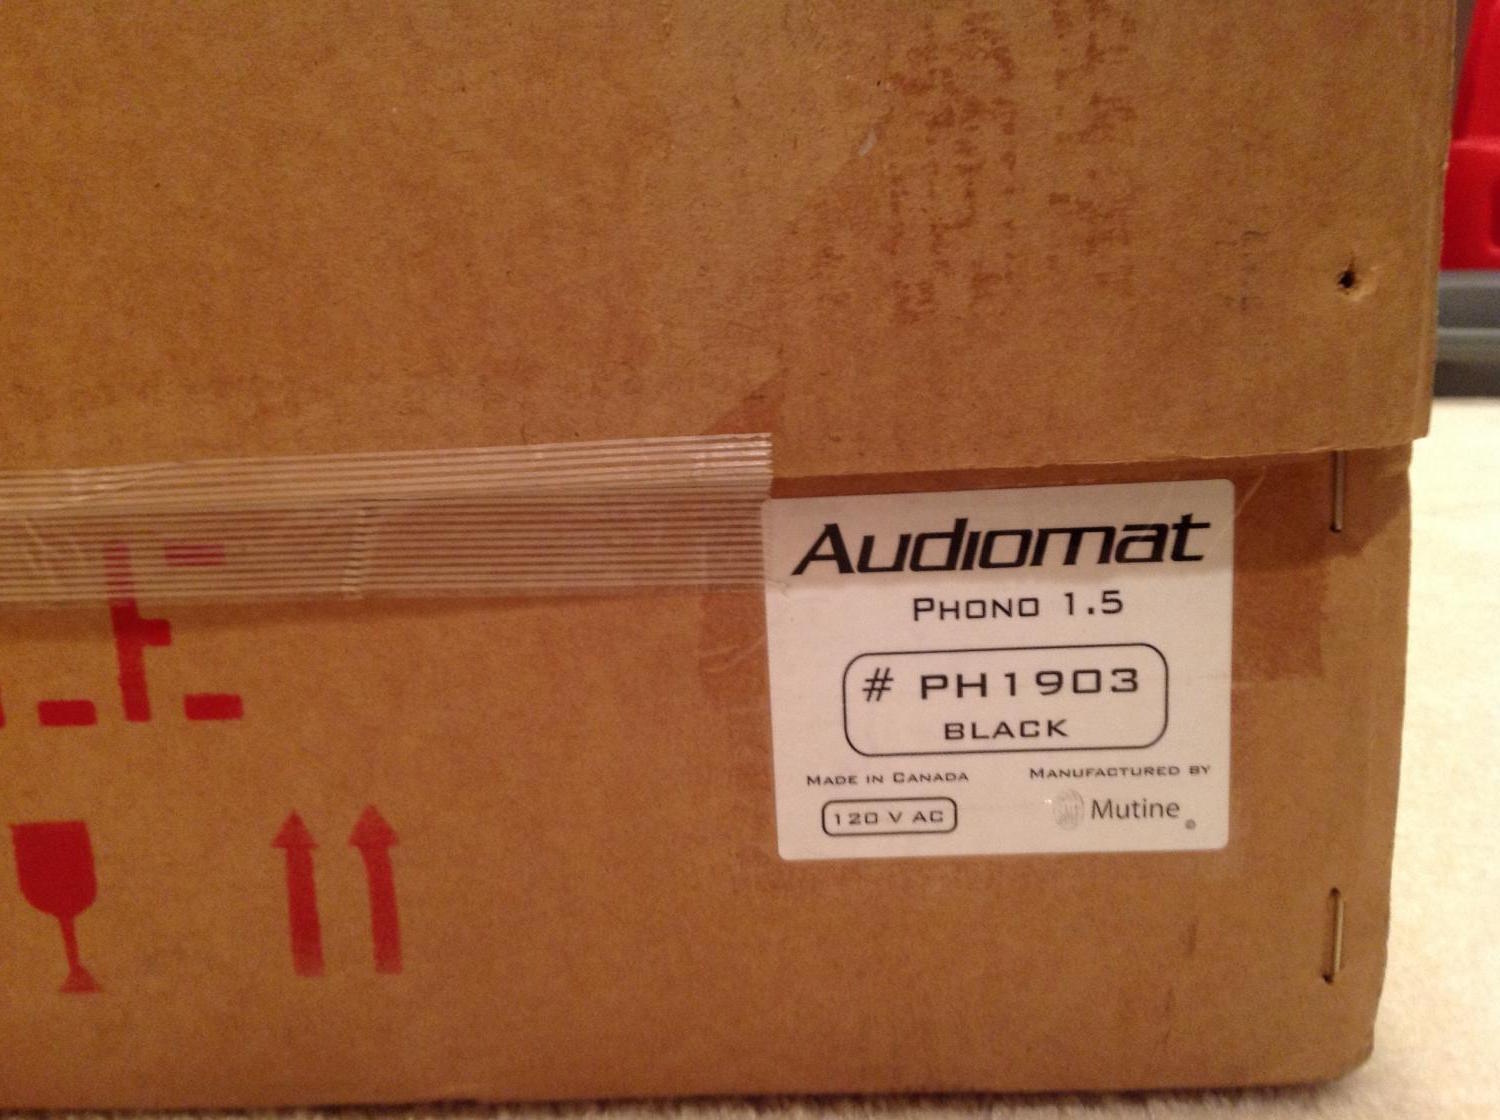 Audiomat
PHONO 1.5
# PH1903
BLACK
MADE IN CANADA
MANUFACTURED BY
120 V AC
Mutine